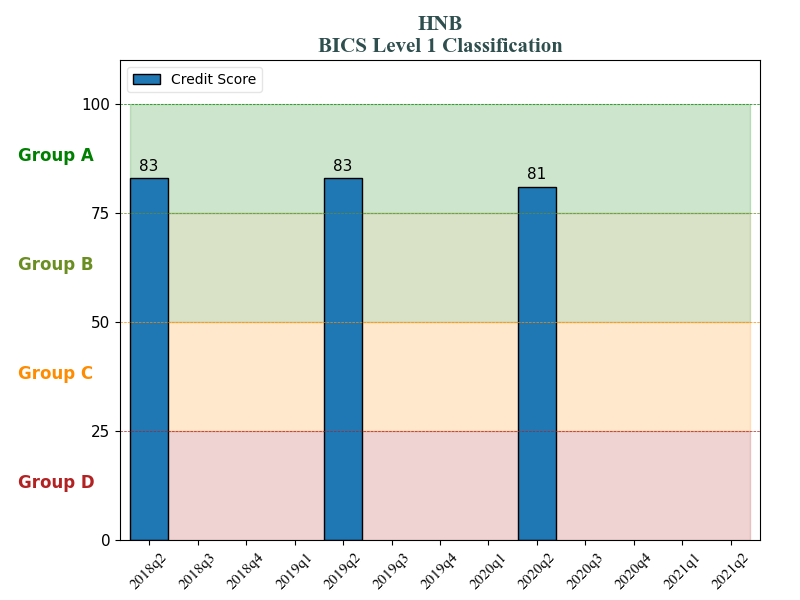 HNB
BICS Level 1 Classification
Credit Score
100
Group A
83
83
81
75
Group B
50
Group C
25
Group D
0
2018q2
2018q3
2018q4
2019q1
2019q2
2019q3
2019q4
2020q1
2020q2
2020q3
2020q4
2021q1
2021q2